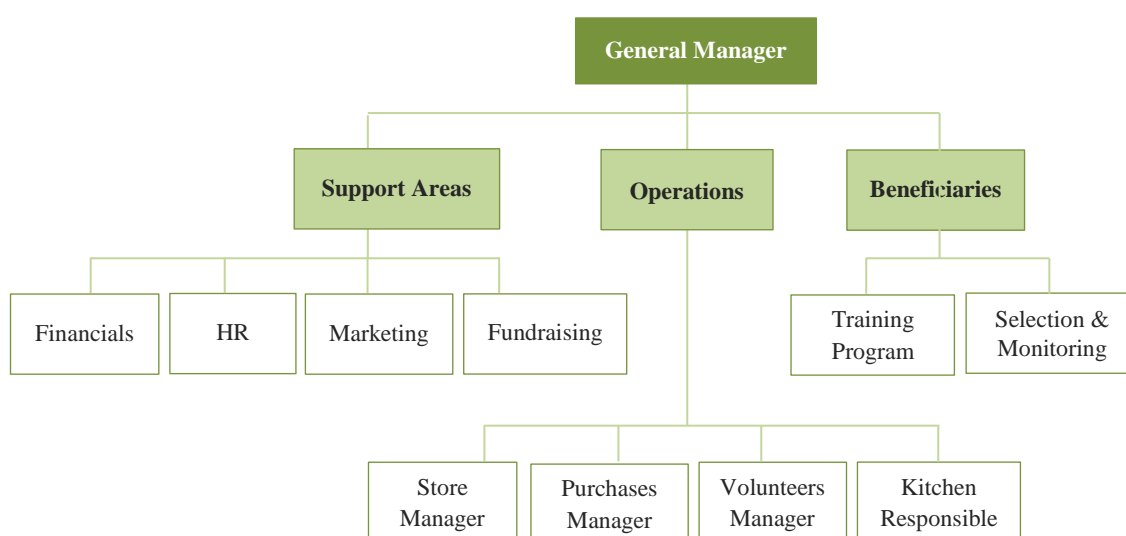 General Manager
Support Areas
Operations
Beneficiaries
Financials
HR
Marketing
Fundraising
Training
Program
Selection &
Monitoring
Store
Manager
Purchases
Manager
Volunteers
Manager
Kitchen
Responsible